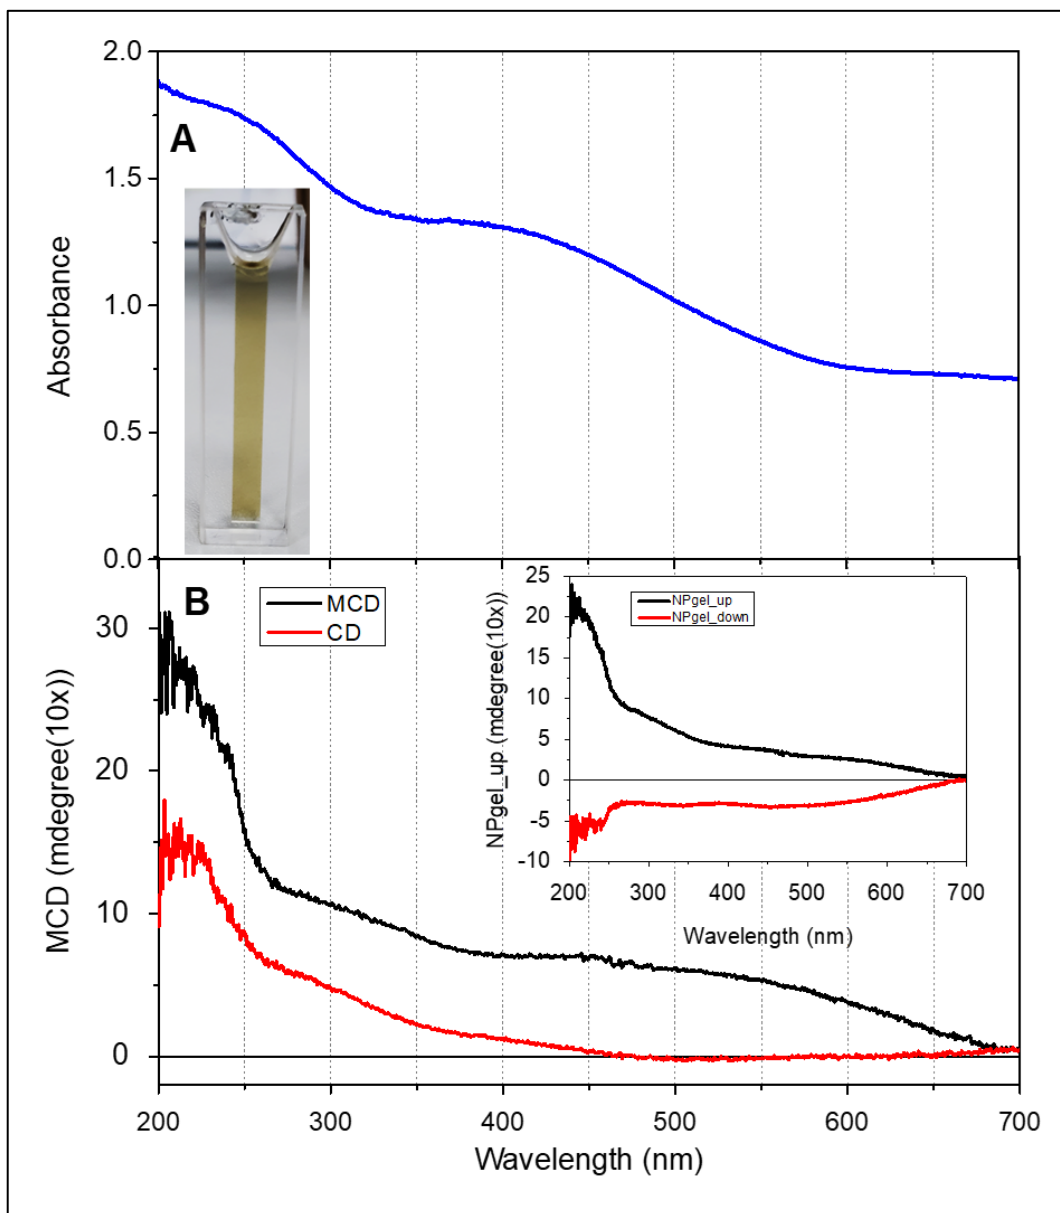 2.0
1.5
1.0
0.5
0.0
Absorbance
A
B
MCD
CD
30
20
10
0
MCD (mdegree(10x))
200 300 400 500 600 700
Wavelength (nm)
NPgel_up
NPgel_down
25
20
15
10
5
0
-5
-10
NPgel_up (mdegree(10x)).
200 300 400 500 600 700
Wavelength (nm)